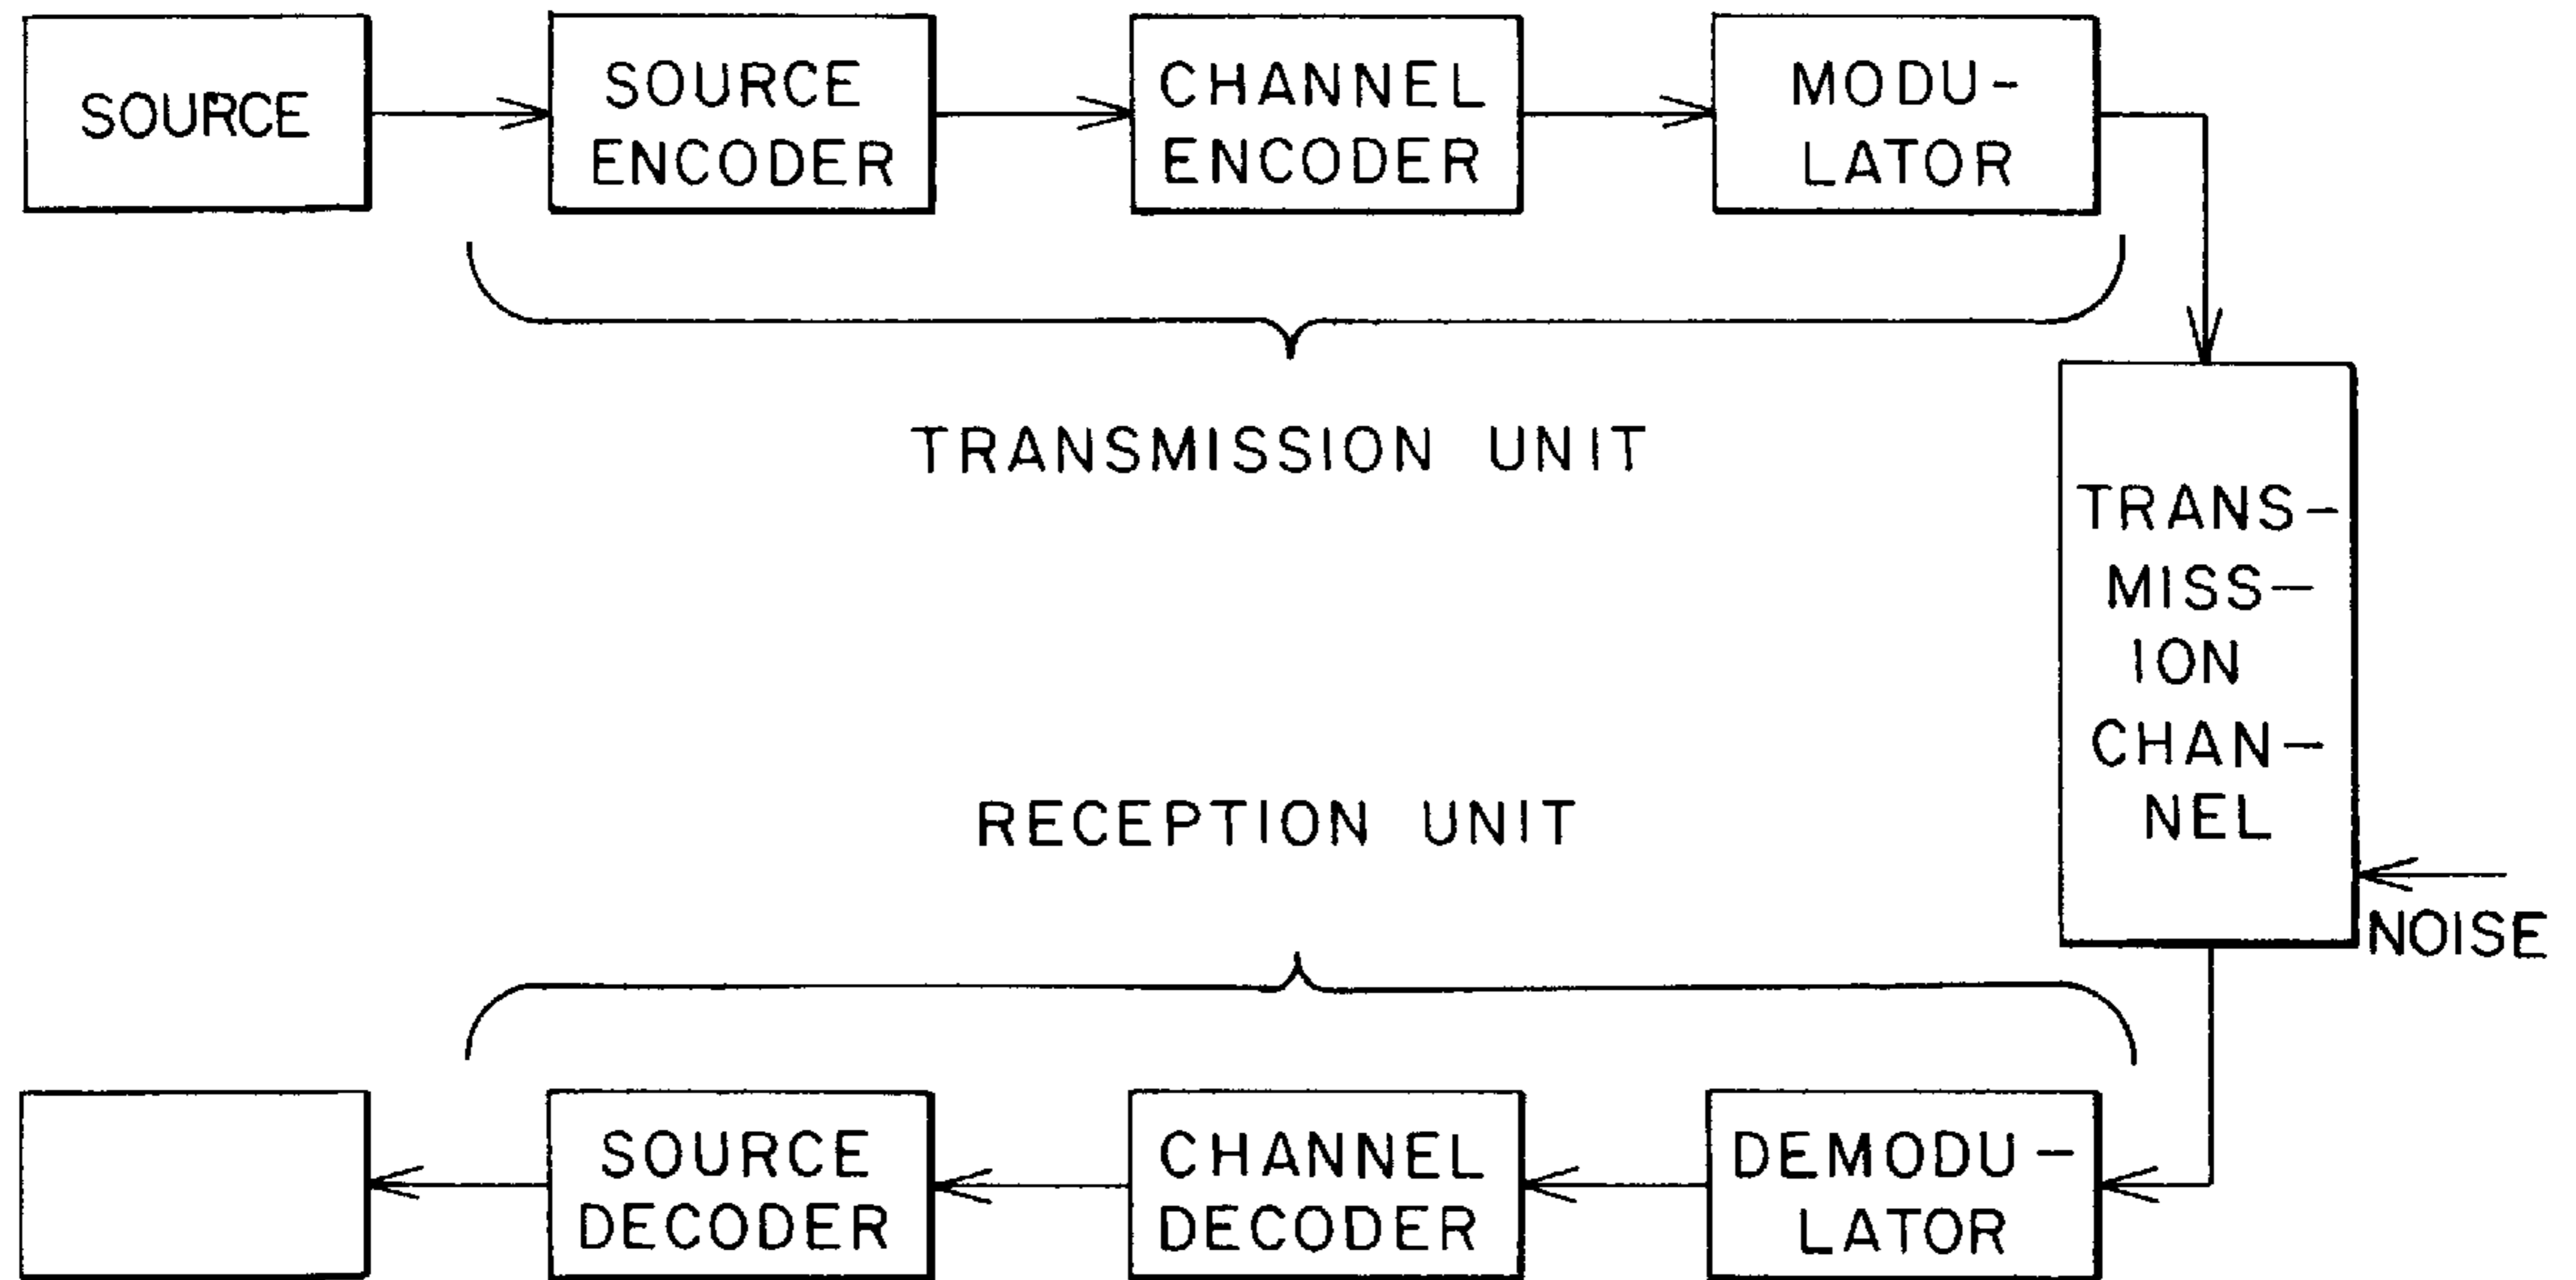 SOURCE
SOURCE
ENCODER
CHANNEL
ENCODER
MODU-
LATOR
TRANSMISSION UNIT
TRANS-
MISS-
ION
CHAN-
NEL
NOISE
RECEPTION UNIT
SOURCE
DECODER
CHANNEL
DECODER
DEMODU-
LATOR